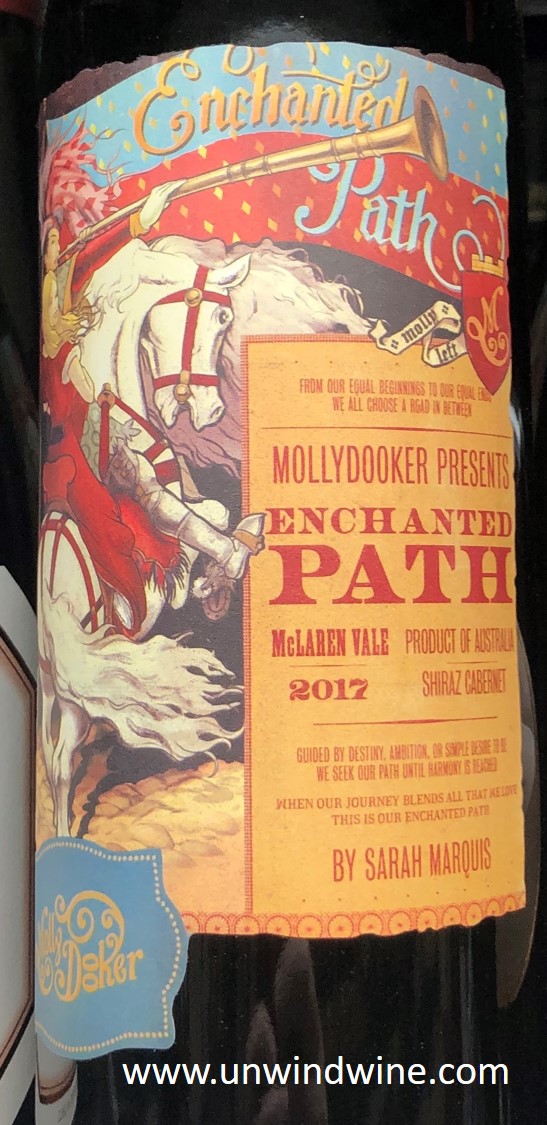 Enchanted
Path
molly
left
M
FROM OUR EQUAL BEGINNINGS TO OUR EQUAL
WE ALL CHOOSE A ROAD IN BETWEEN
MOLLYDOOKER PRESENTS
ENCHANTED
PATH
McLAREN VALE PRODUCT OF AUSTRALIA
2017 SHIRAZ CABERNET
GUIDED BY DESTINY, AMBITION, OR SIMPLE DESIRE TO BE
WE SEEK OUR PATH UNTIL HARMONY IS REACHED
WHEN OUR JOURNEY BLENDS ALL THAT WE LOVE
THIS IS OUR ENCHANTED PATH
BY SARAH MARQUIS
Molly
Dooker
www.unwindwine.com